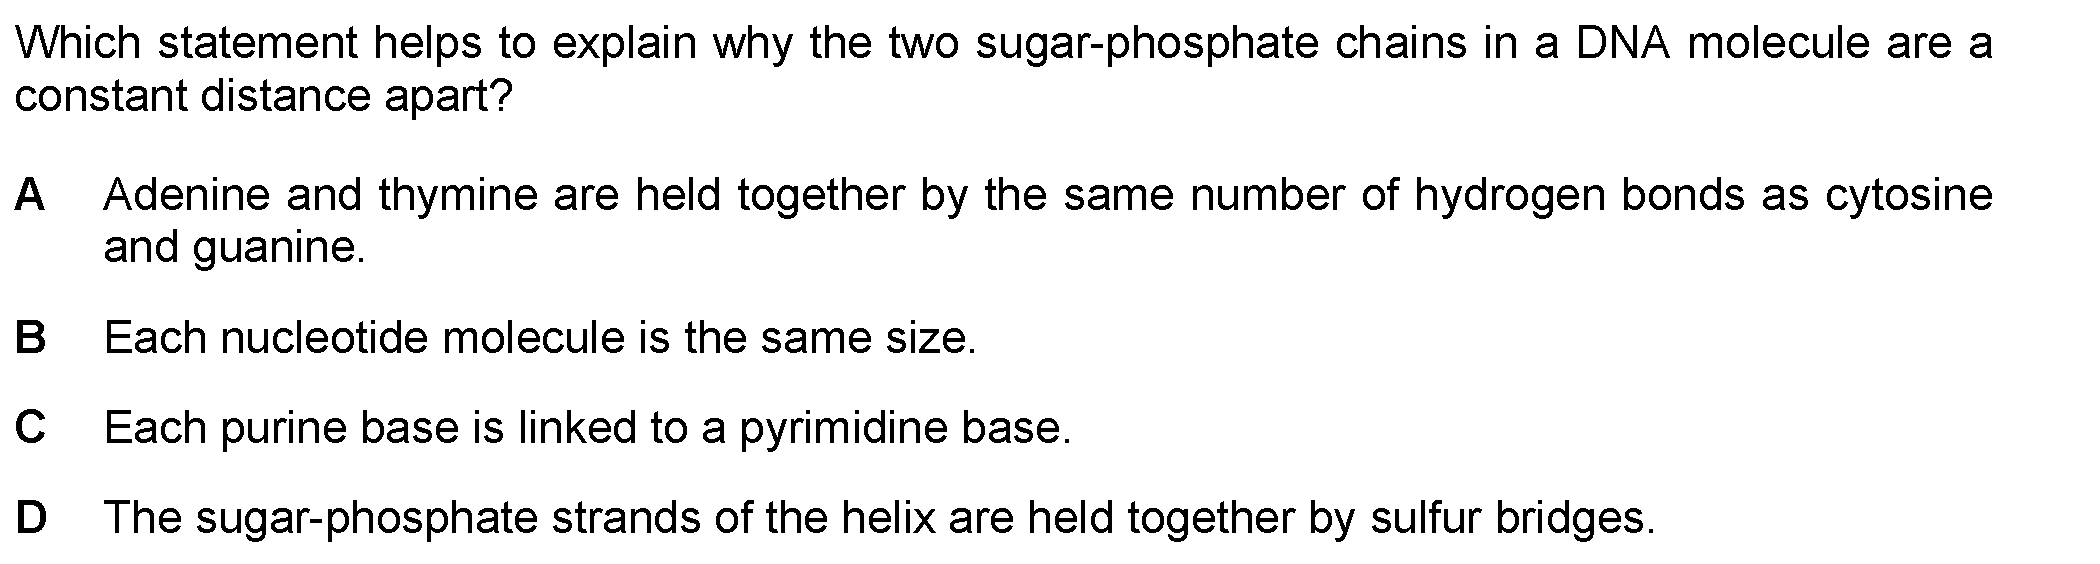 Which statement helps to explain why the two sugar-phosphate chains in a DNA molecule are a
constant distance apart?
A Adenine and thymine are held together by the same number of hydrogen bonds as cytosine
and guanine.
B Each nucleotide molecule is the same size.
C Each purine base is linked to a pyrimidine base.
D The sugar-phosphate strands of the helix are held together by sulfur bridges.